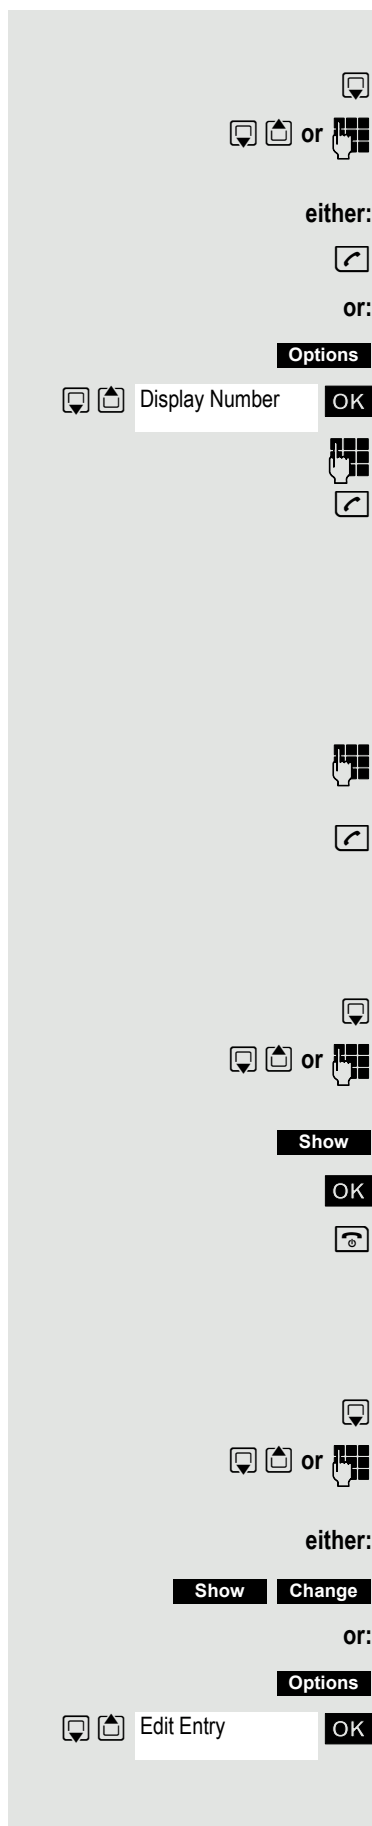 or
either:
or:
Options
Display Number OK
or
Show
OK
or
either:
Show Change
or:
Options
Edit Entry OK